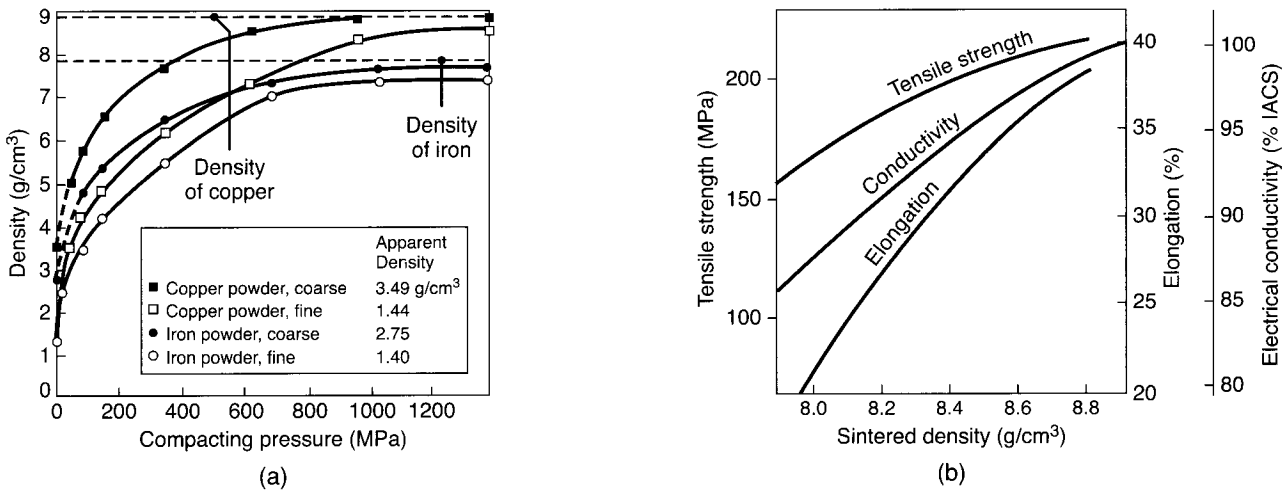 9
8
7
6
5
4
3
2
1
0
Density (g/cm³)
0 200 400 600 800 1000 1200
Compacting pressure (MPa)
Density
of copper
Density
of iron
Apparent
Density
Copper powder, coarse 3.49 g/cm³
Copper powder, fine 1.44
Iron powder, coarse 2.75
Iron powder, fine 1.40
(a)
200
150
100
Tensile strength (MPa)
Tensile strength
Conductivity
Elongation
8.0 8.2 8.4 8.6 8.8
Sintered density (g/cm³)
40
35
30
25
20
Elongation (%)
100
95
90
85
80
Electrical conductivity (% IACS)
(b)